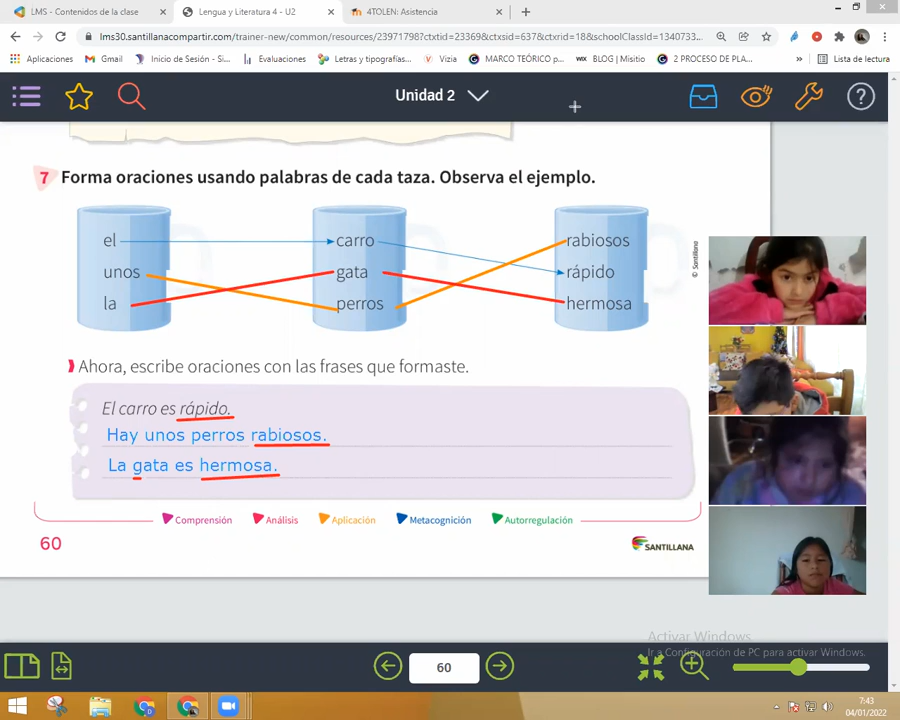 LMS - Contenidos de la clase
Lengua y Literatura 4 - U2
4TOLEN: Asistencia
lms30.santillanacompartir.com/trainer-new/common/resources/23971798?ctxtid=23369&ctxsid=637&ctxrid=18&schoolClassId=1340733...
Aplicaciones
Gmail
Inicio de Sesión - Si...
Evaluaciones
Letras y tipografías...
Vizia
MARCO TEÓRICO p...
BLOG | Misitio
2 PROCESO DE PLA...
»
Lista de lectura
Unidad 2
7 Forma oraciones usando palabras de cada taza. Observa el ejemplo.
el carro rabiosos
unos gata rápido
la perros hermosa
© Santillana
Ahora, escribe oraciones con las frases que formaste.
El carro es rápido.
Hay unos perros rabiosos.
La gata es hermosa.
Comprensión Análisis Aplicación Metacognición Autorregulación
60
SANTILLANA
Activar Windows
Ir a Configuración de PC para activar Windows.
60
7:43
04/01/2022